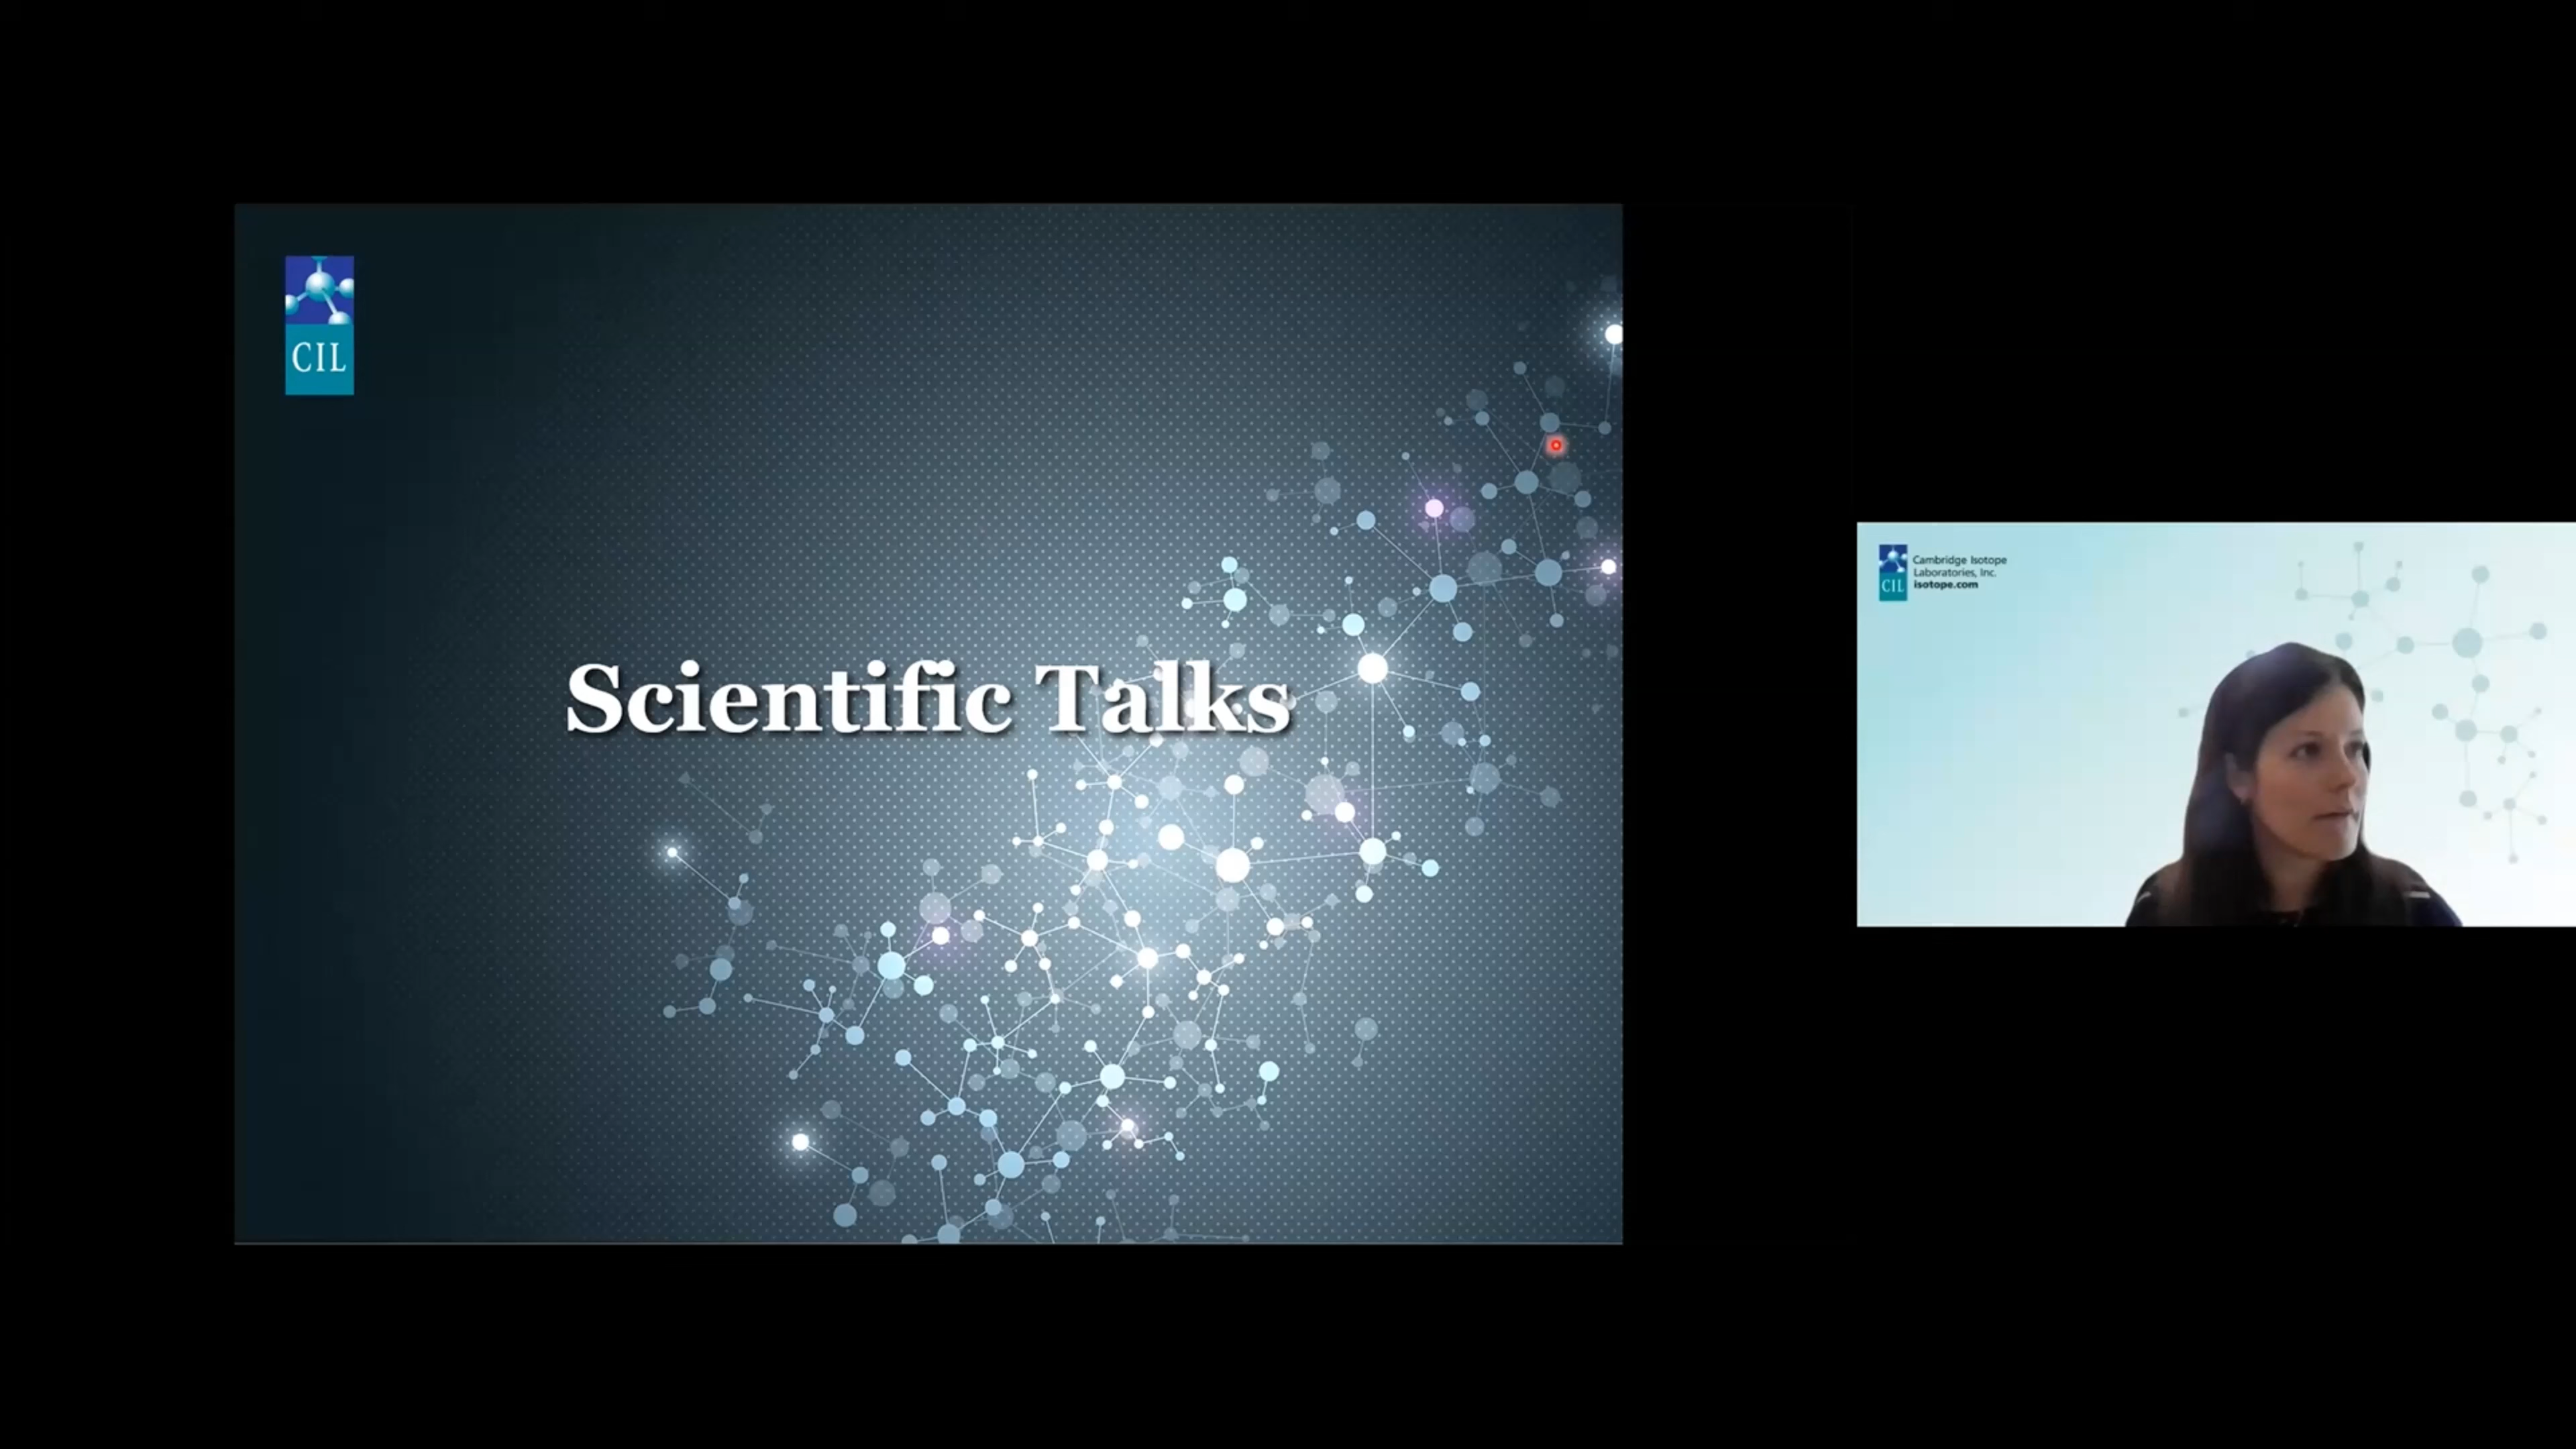 CIL
Scientific Talks
CIL
Cambridge Isotope
Laboratories, Inc.
isotope.com